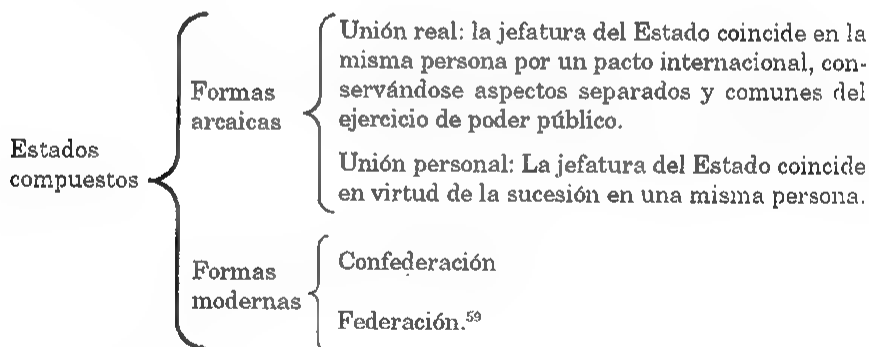 Estados
compuestos
Formas
arcaicas
Unión real: la jefatura del Estado coincide en la
misma persona por un pacto internacional, con-
servándose aspectos separados y comunes del
ejercicio de poder público.
Unión personal: La jefatura del Estado coincide
en virtud de la sucesión en una misma persona.
Formas
modernas
Confederación
Federación.⁵⁹